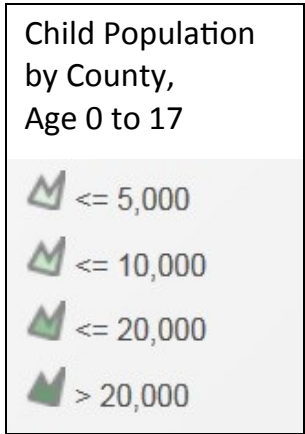 Child Population
by County,
Age 0 to 17
<= 5,000
<= 10,000
<= 20,000
> 20,000